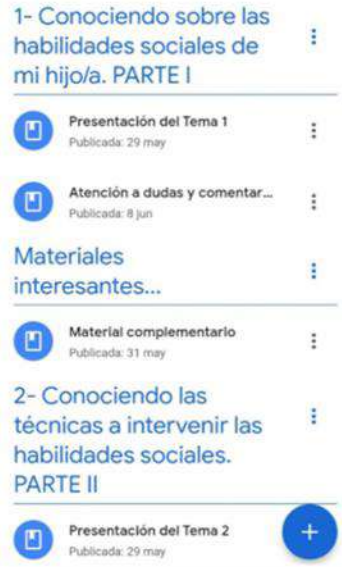 1- Conociendo sobre las
habilidades sociales de
mi hijo/a. PARTE I
Presentación del Tema 1
Publicada: 29 may
Atención a dudas y comentar...
Publicada: 8 jun
Materiales
interesantes...
Material complementario
Publicada: 31 may
2- Conociendo las
técnicas a intervenir las
habilidades sociales.
PARTE II
Presentación del Tema 2
Publicada: 29 may